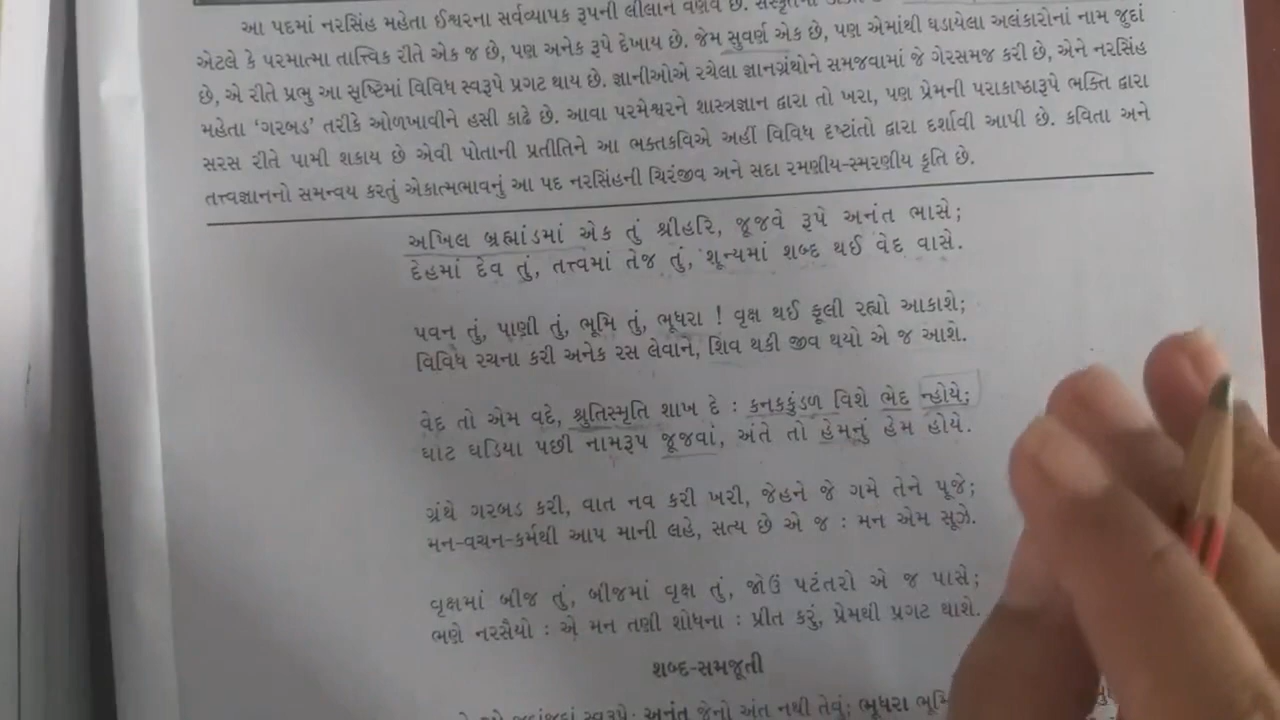 આ પદમાં નરસિંહ મહેતા ઈશ્વરના સર્વવ્યાપક રૂપની લીલાને વર્ણવે છે.
એટલે કે પરમાત્મા તાત્ત્વિક રીતે એક જ છે, પણ અનેક રૂપે દેખાય છે. જેમ સુવર્ણ એક છે, પણ એમાંથી ઘડાયેલા અલંકારોનાં નામ જુદાં
છે, એ રીતે પ્રભુ આ સૃષ્ટિમાં વિવિધ સ્વરૂપે પ્રગટ થાય છે. જ્ઞાનીઓએ રચેલા જ્ઞાનગ્રંથોને સમજવામાં જે ગેરસમજ કરી છે, એને નરસિંહ
મહેતા ‘ગરબડ’ તરીકે ઓળખાવીને હસી કાઢે છે. આવા પરમેશ્વરને શાસ્ત્રજ્ઞાન દ્વારા તો ખરા, પણ પ્રેમની પરાકાષ્ઠારૂપે ભક્તિ દ્વારા
સરસ રીતે પામી શકાય છે એવી પોતાની પ્રતીતિને આ ભક્તકવિએ અહીં વિવિધ દૃષ્ટાંતો દ્વારા દર્શાવી આપી છે. કવિતા અને
તત્ત્વજ્ઞાનનો સમન્વય કરતું એકાત્મભાવનું આ પદ નરસિંહની ચિરંજીવ અને સદા રમણીય-સ્મરણીય કૃતિ છે.
અખિલ બ્રહ્માંડમાં એક તું શ્રીહરિ, જૂજવે રૂપે અનંત ભાસે;
દેહમાં દેવ તું, તત્ત્વમાં તેજ તું, શૂન્યમાં શબ્દ થઈ વેદ વાસે.
પવન તું, પાણી તું, ભૂમિ તું, ભૂધરા ! વૃક્ષ થઈ ફૂલી રહ્યો આકાશે;
વિવિધ રચના કરી અનેક રસ લેવાને, શિવ થકી જીવ થયો એ જ આશે.
વેદ તો એમ વદે, શ્રુતિસ્મૃતિ શાખ દે : કનકકુંડળ વિશે ભેદ ન્હોયે;
ઘાટ ઘડિયા પછી નામરૂપ જૂજવાં, અંતે તો હેમનું હેમ હોયે.
ગ્રંથે ગરબડ કરી, વાત નવ કરી ખરી, જેહને જે ગમે તેને પૂજે;
મન-વચન-કર્મથી આપ માની લહે, સત્ય છે એ જ : મન એમ સૂઝે.
વૃક્ષમાં બીજ તું, બીજમાં વૃક્ષ તું, જોઉં પટંતરો એ જ પાસે;
ભણે નરસૈયો : એ મન તણી શોધના : પ્રીત કરું, પ્રેમથી પ્રગટ થાશે.
શબ્દ-સમજૂતી
સ્વરૂપે; અનંત જેનો અંત નથી તેવું; ભૂધરા